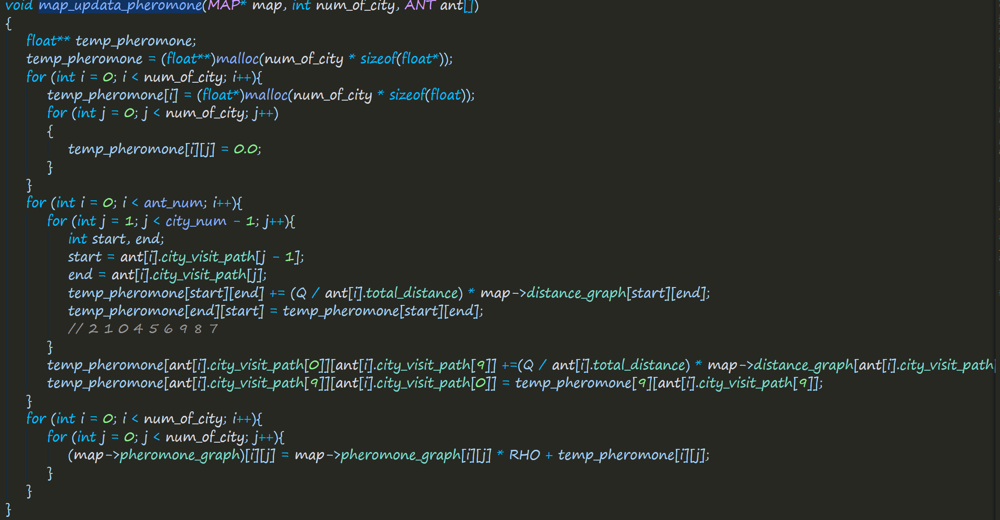 void map_updata_pheromone(MAP* map, int num_of_city, ANT ant[])
{
float** temp_pheromone;
temp_pheromone = (float**)malloc(num_of_city * sizeof(float*));
for (int i = 0; i < num_of_city; i++){
temp_pheromone[i] = (float*)malloc(num_of_city * sizeof(float));
for (int j = 0; j < num_of_city; j++)
{
temp_pheromone[i][j] = 0.0;
}
}
for (int i = 0; i < ant_num; i++){
for (int j = 1; j < city_num - 1; j++){
int start, end;
start = ant[i].city_visit_path[j - 1];
end = ant[i].city_visit_path[j];
temp_pheromone[start][end] += (Q / ant[i].total_distance) * map->distance_graph[start][end];
temp_pheromone[end][start] = temp_pheromone[start][end];
// 2 1 0 4 5 6 9 8 7
}
temp_pheromone[ant[i].city_visit_path[0]][ant[i].city_visit_path[9]] +=(Q / ant[i].total_distance) * map->distance_graph[ant[i].city_visit_path[
temp_pheromone[ant[i].city_visit_path[9]][ant[i].city_visit_path[0]] = temp_pheromone[9][ant[i].city_visit_path[9]];
}
for (int i = 0; i < num_of_city; i++){
for (int j = 0; j < num_of_city; j++){
(map->pheromone_graph)[i][j] = map->pheromone_graph[i][j] * RHO + temp_pheromone[i][j];
}
}
}